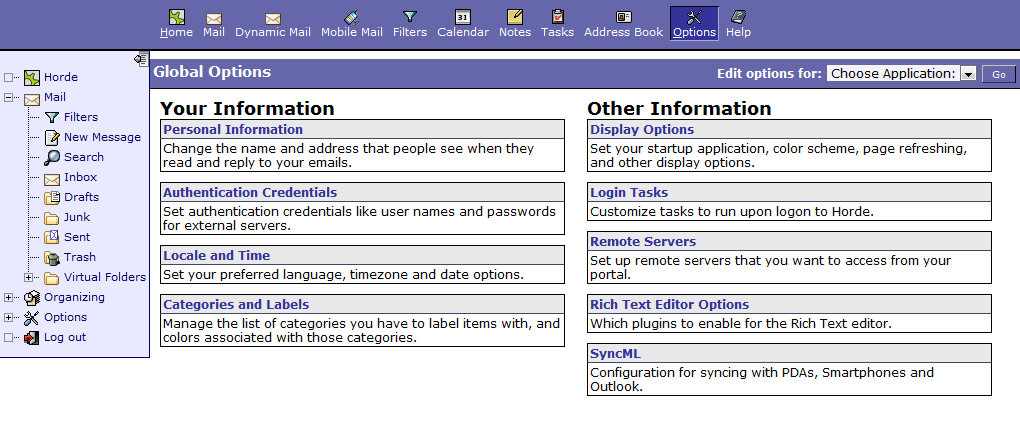 Home Mail Dynamic Mail Mobile Mail Filters Calendar Notes Tasks Address Book Options Help
31
Horde
Mail
Filters
New Message
Search
Inbox
Drafts
Junk
Sent
Trash
Virtual Folders
Organizing
Options
Log out
Global Options
Edit options for: Choose Application: Go
Your Information
Personal Information
Change the name and address that people see when they
read and reply to your emails.
Authentication Credentials
Set authentication credentials like user names and passwords
for external servers.
Locale and Time
Set your preferred language, timezone and date options.
Categories and Labels
Manage the list of categories you have to label items with, and
colors associated with those categories.
Other Information
Display Options
Set your startup application, color scheme, page refreshing,
and other display options.
Login Tasks
Customize tasks to run upon logon to Horde.
Remote Servers
Set up remote servers that you want to access from your
portal.
Rich Text Editor Options
Which plugins to enable for the Rich Text editor.
SyncML
Configuration for syncing with PDAs, Smartphones and
Outlook.